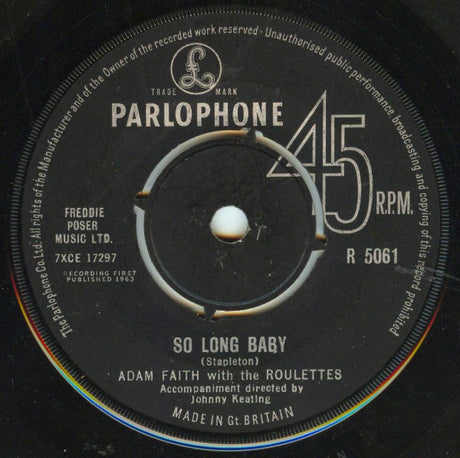 The Parlophone Co. Ltd. All rights of the Manufacturer and of the Owner of the recorded work reserved · Unauthorised public performance, broadcasting and copying of this record prohibited
£
TRADE MARK
PARLOPHONE
45 R.P.M.
FREDDIE
POSER
MUSIC LTD.
7XCE 17297
R 5061
RECORDING FIRST
PUBLISHED 1963
SO LONG BABY
(Stapleton)
ADAM FAITH with the ROULETTES
Accompaniment directed by
Johnny Keating
MADE IN Gt. BRITAIN